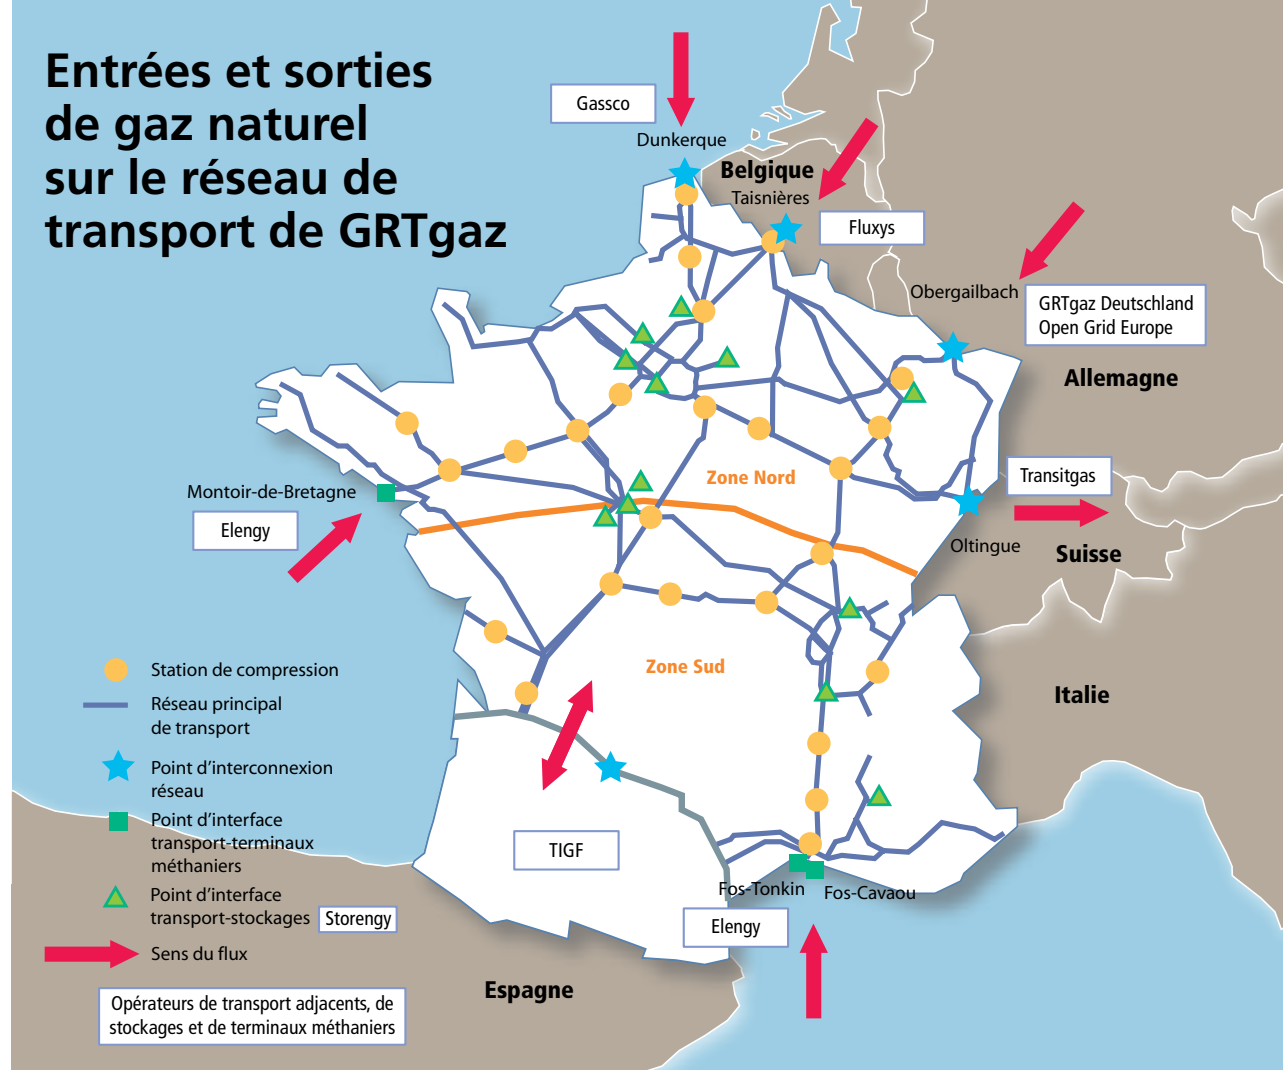 Entrées et sorties
de gaz naturel
sur le réseau de
transport de GRTgaz
Gassco
Dunkerque
Belgique
Taisnières
Fluxys
Obergailbach
GRTgaz Deutschland
Open Grid Europe
Allemagne
Zone Nord
Transitgas
Montoir-de-Bretagne
Elengy
Oltingue
Suisse
Zone Sud
Italie
Station de compression
Réseau principal
de transport
Point d'interconnexion
réseau
Point d'interface
transport-terminaux
méthaniers
Point d'interface
transport-stockages
Storengy
Sens du flux
TIGF
Fos-Tonkin
Fos-Cavaou
Elengy
Espagne
Opérateurs de transport adjacents, de
stockages et de terminaux méthaniers